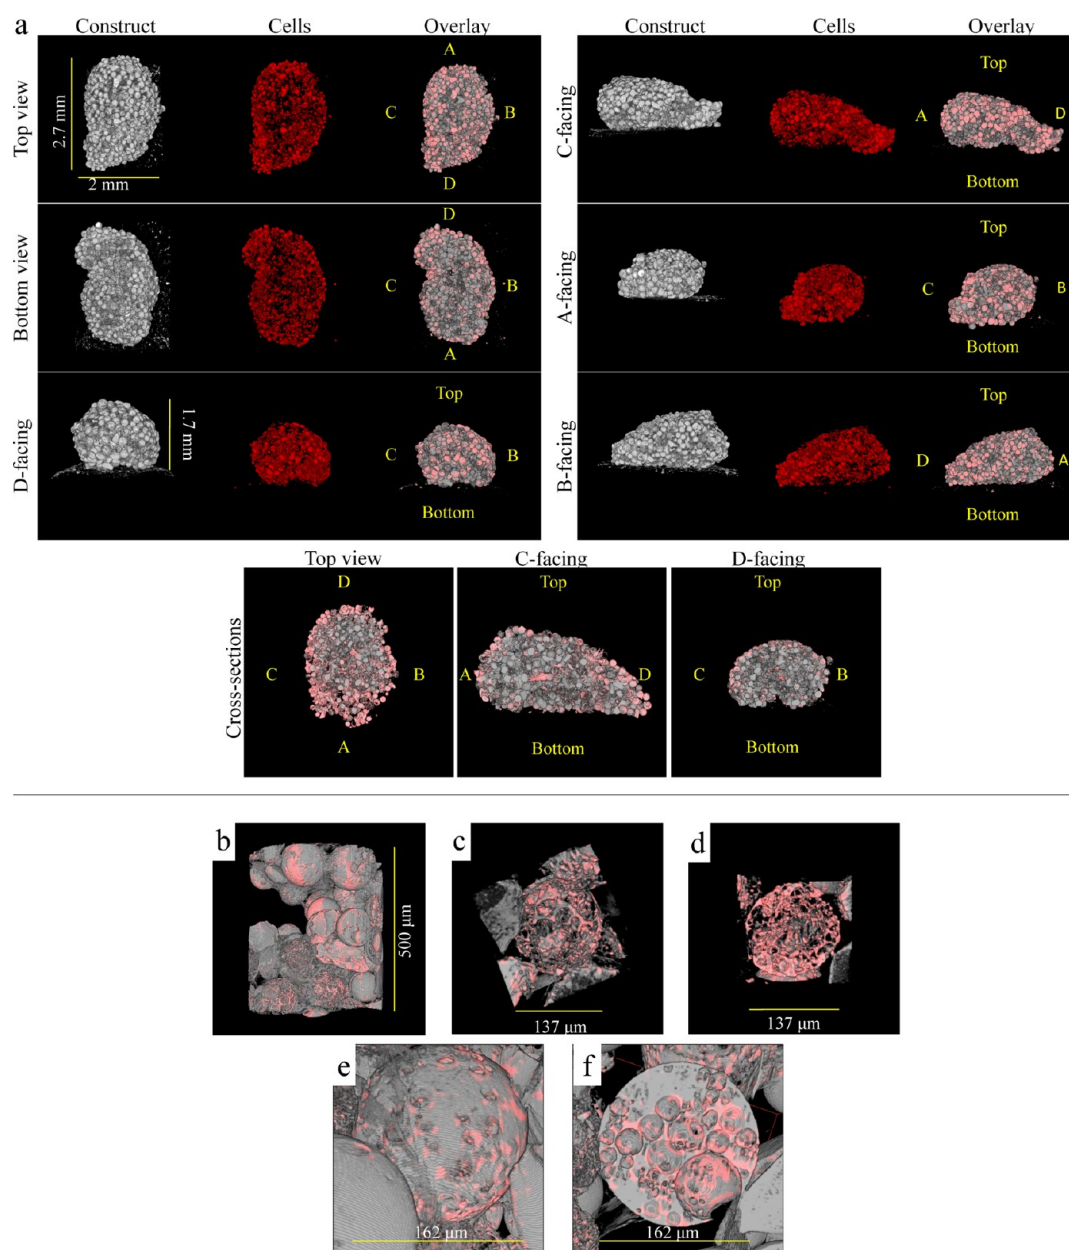 a
Construct Cells Overlay
Construct Cells Overlay
Top view
2.7 mm
2 mm
A
C B
D
C-facing
Top
A D
Bottom
Bottom view
D
C B
A
A-facing
Top
C B
Bottom
D-facing
1.7 mm
Top
C B
Bottom
B-facing
Top
D A
Bottom
Cross-sections
Top view C-facing D-facing
D
C B
A
Top
A D
Bottom
Top
C B
Bottom
b
500 µm
c
137 µm
d
137 µm
e
162 µm
f
162 µm